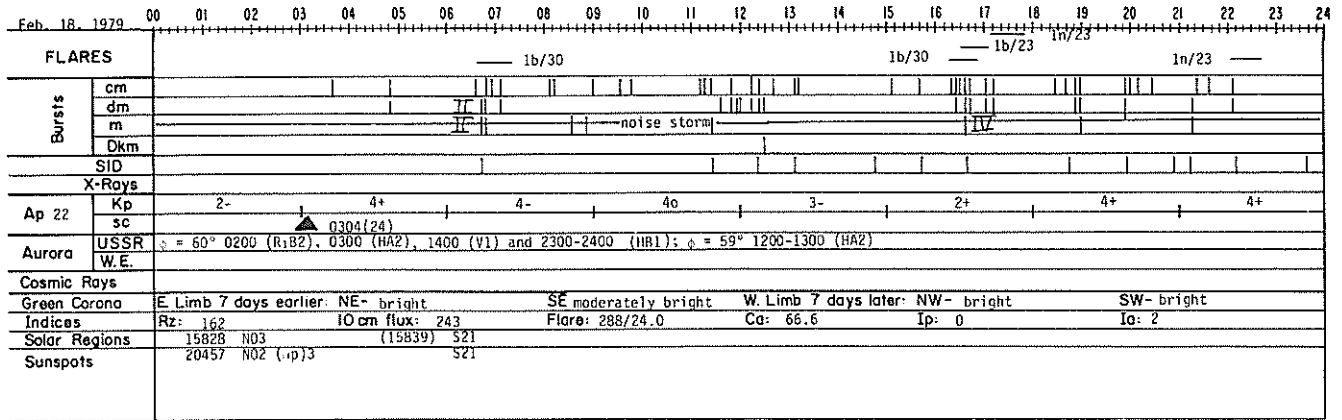 Feb. 18, 1979 00 01 02 03 04 05 06 07 08 09 10 11 12 13 14 15 16 17 18 19 20 21 22 23 24
1n/23
1b/23
FLARES 1b/30 1b/30 1n/23
Bursts
cm
dm II
m II noise storm IV
Dkm
SID
X-Rays
Ap 22 Kp 2- 4+ 4- 4o 3- 2+ 4+ 4+
sc 0304(24)
Aurora USSR ϕ = 60° 0200 (R1B2), 0300 (HA2), 1400 (V1) and 2300-2400 (HB1); ϕ = 59° 1200-1300 (HA2)
W.E.
Cosmic Rays
Green Corona E Limb 7 days earlier: NE- bright SE moderately bright W. Limb 7 days later: NW- bright SW- bright
Indices Rz: 162 10 cm flux: 243 Flare: 288/24.0 Ca: 66.6 Ip: 0 Ia: 2
Solar Regions 15828 N03 (15839) S21
Sunspots 20457 N02 (αp)3 S21